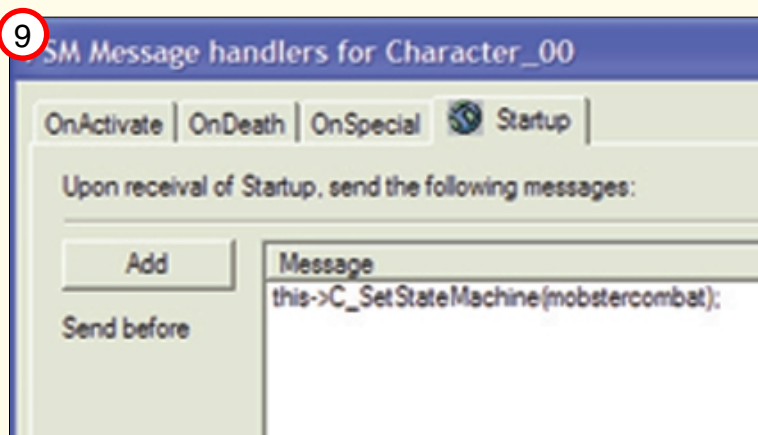 9
SM Message handlers for Character_00
OnActivate OnDeath OnSpecial Startup
Upon receival of Startup, send the following messages:
Add
Message
this->C_SetStateMachine(mobstercombat);
Send before